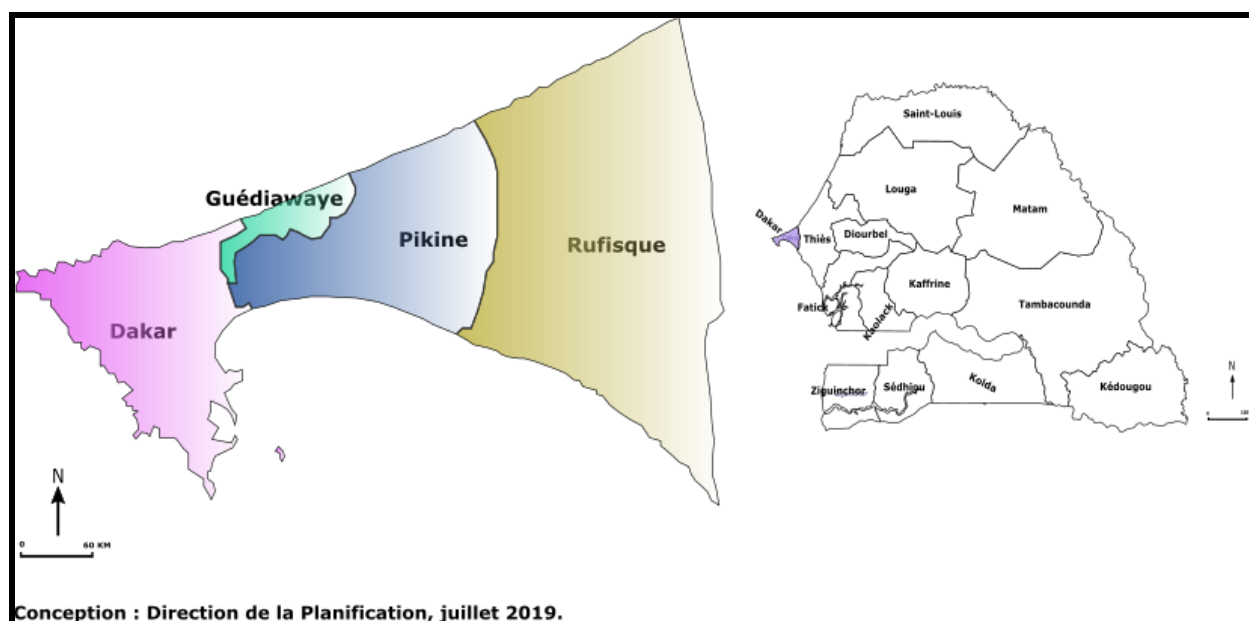 Guédiawaye
Pikine
Rufisque
Dakar
N
0 60 KM
Saint-Louis
Louga
Matam
Dakar
Thiès
Diourbel
Kaffrine
Fatick
Kaolack
Tambacounda
Ziguinchor
Sédhiou
Kolda
Kédougou
N
Conception : Direction de la Planification, juillet 2019.